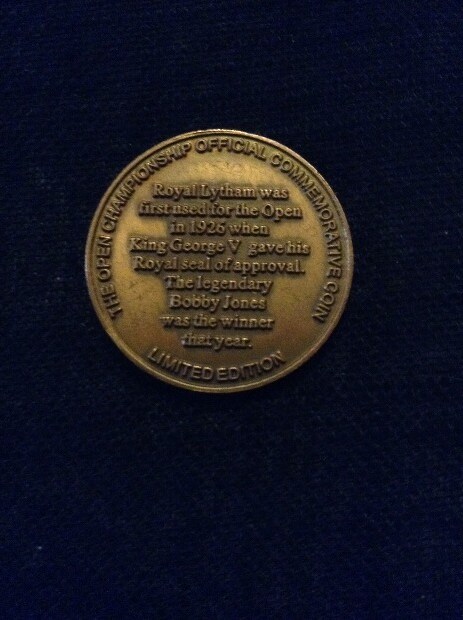 THE OPEN CHAMPIONSHIP OFFICIAL COMMEMORATIVE COIN
Royal Lytham was
first used for the Open
in 1926 when
King George V gave his
Royal seal of approval.
The legendary
Bobby Jones
was the winner
that year.
LIMITED EDITION